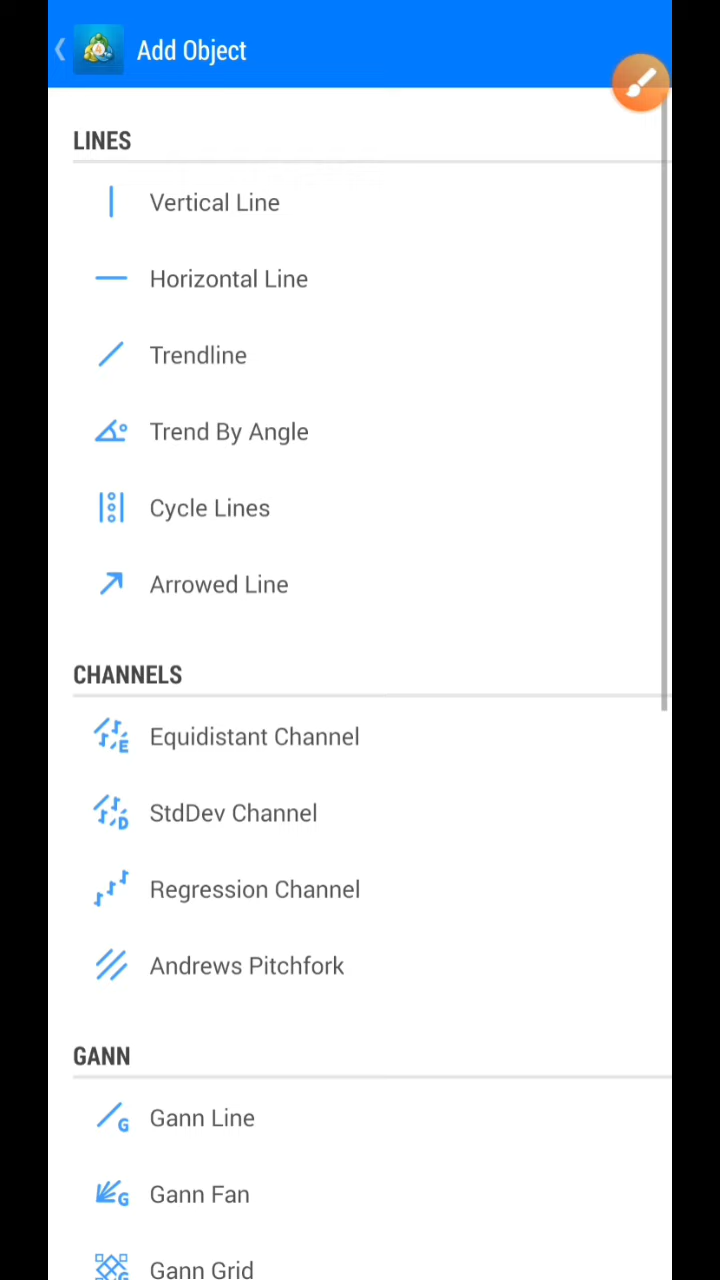 Add Object
LINES
Vertical Line
Horizontal Line
Trendline
Trend By Angle
Cycle Lines
Arrowed Line
CHANNELS
Equidistant Channel
StdDev Channel
Regression Channel
Andrews Pitchfork
GANN
Gann Line
Gann Fan
Gann Grid